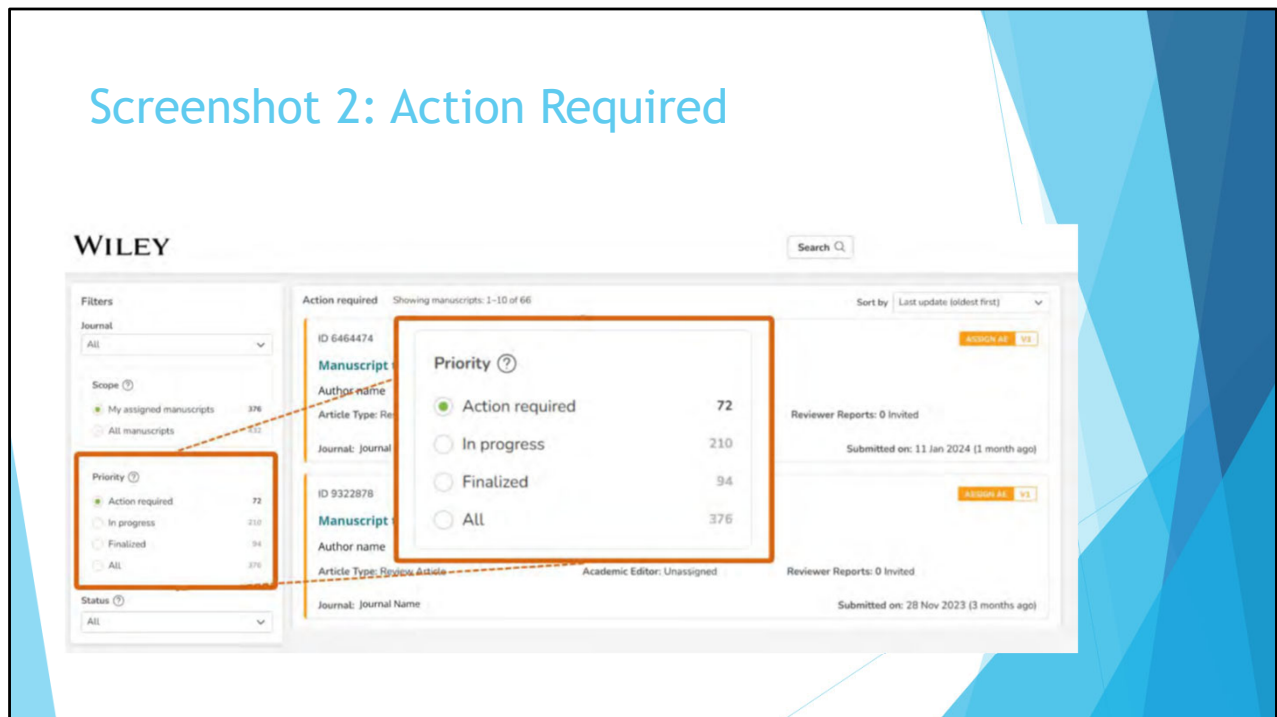 Screenshot 2: Action Required
WILEY
Search
Filters
Journal
All
Scope
My assigned manuscripts 376
All manuscripts
Priority
Action required 72
In progress 210
Finalized 94
All 376
Status
All
Action required Showing manuscripts: 1–10 of 66
Sort by Last update (oldest first)
ID 6464474
ASSIGN AE
Manuscript
Author name
Article Type: Re
Reviewer Reports: 0 Invited
Journal: Journal
Submitted on: 11 Jan 2024 (1 month ago)
Priority
Action required 72
In progress 210
Finalized 94
All 376
ID 9322878
ASSIGN AE V1
Manuscript
Author name
Article Type: Review Article Academic Editor: Unassigned Reviewer Reports: 0 Invited
Journal: Journal Name
Submitted on: 28 Nov 2023 (3 months ago)